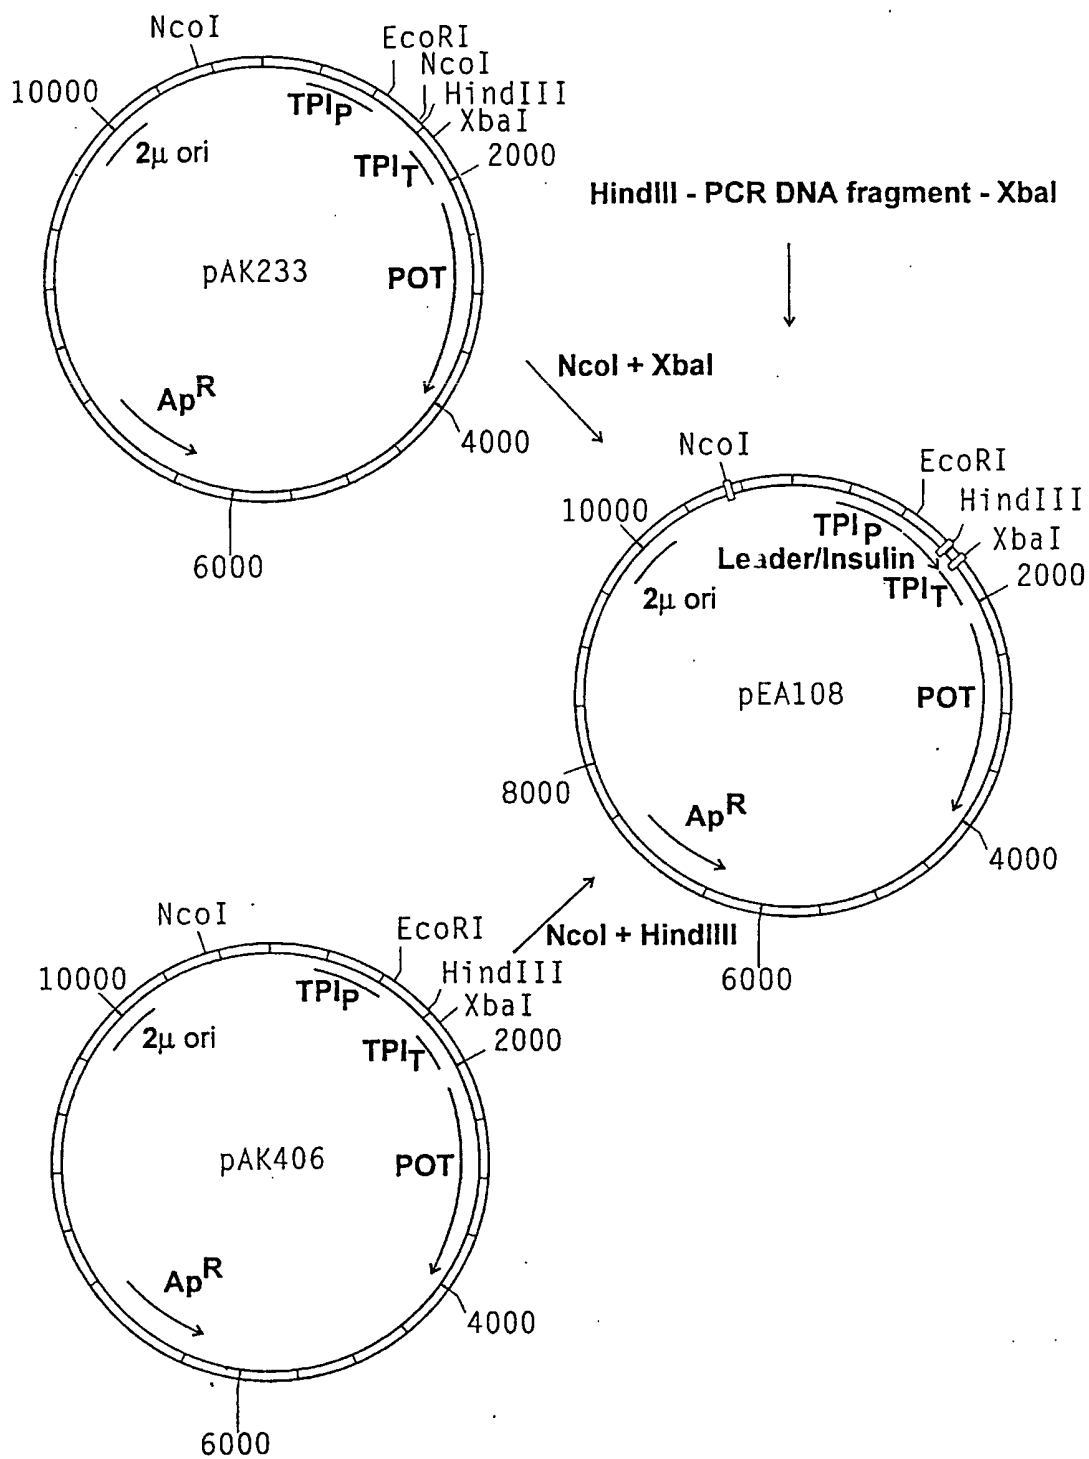 NcoI
EcoRI
NcoI
HindIII
XbaI
10000
TPIP
2μ ori
TPIT
2000
pAK233
POT
ApR
4000
6000
HindIII - PCR DNA fragment - XbaI
NcoI + XbaI
NcoI
EcoRI
HindIII
XbaI
10000
TPIP
Leader/Insulin
TPIT
2000
2μ ori
pEA108
POT
8000
ApR
4000
6000
NcoI + HindIIII
NcoI
EcoRI
HindIII
XbaI
10000
TPIP
2μ ori
TPIT
2000
pAK406
POT
ApR
4000
6000